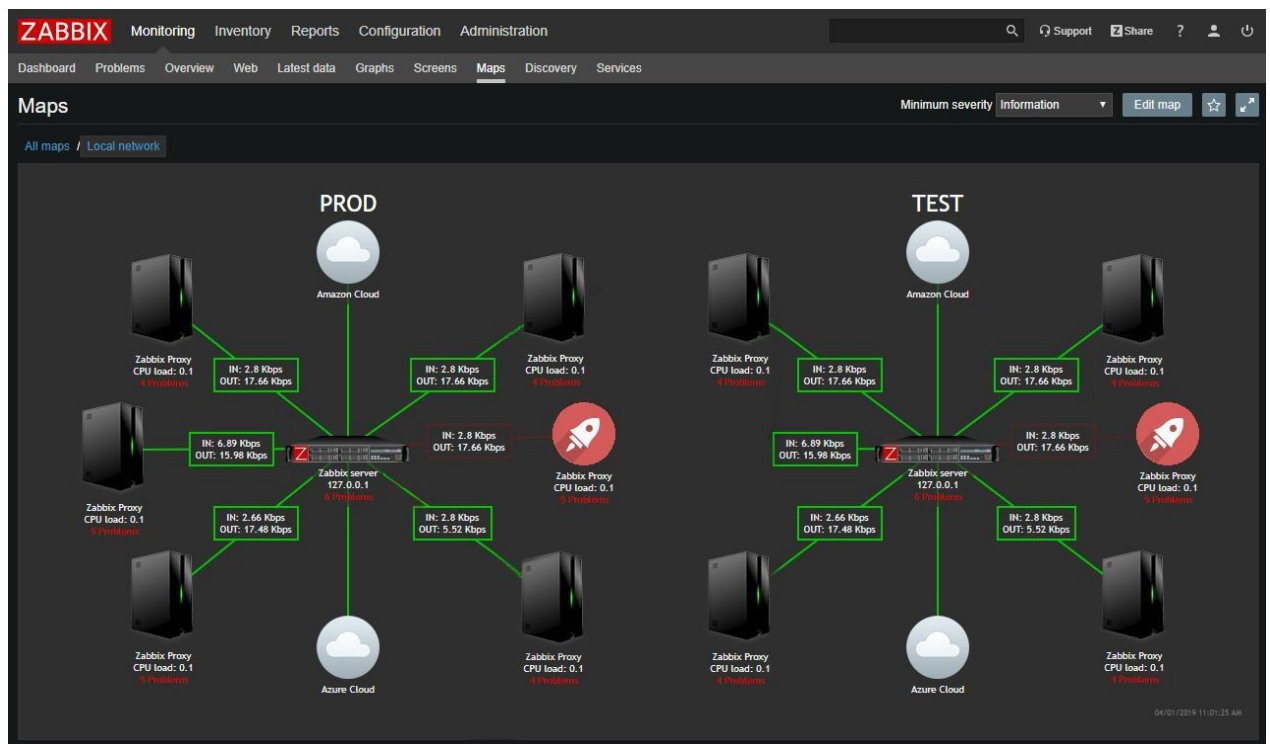 ZABBIX Monitoring Inventory Reports Configuration Administration Support Z Share ?
Dashboard Problems Overview Web Latest data Graphs Screens Maps Discovery Services
Maps Minimum severity Information Edit map
All maps / Local network
PROD
Amazon Cloud
Zabbix Proxy
CPU load: 0.1
4 Problems
IN: 2.8 Kbps
OUT: 17.66 Kbps
IN: 2.8 Kbps
OUT: 17.66 Kbps
Zabbix Proxy
CPU load: 0.1
4 Problems
Zabbix Proxy
CPU load: 0.1
5 Problems
IN: 6.89 Kbps
OUT: 15.98 Kbps
Z
Zabbix server
127.0.0.1
6 Problems
IN: 2.8 Kbps
OUT: 17.66 Kbps
Zabbix Proxy
CPU load: 0.1
5 Problems
IN: 2.66 Kbps
OUT: 17.48 Kbps
IN: 2.8 Kbps
OUT: 5.52 Kbps
Zabbix Proxy
CPU load: 0.1
5 Problems
Azure Cloud
Zabbix Proxy
CPU load: 0.1
4 Problems
TEST
Amazon Cloud
Zabbix Proxy
CPU load: 0.1
4 Problems
IN: 2.8 Kbps
OUT: 17.66 Kbps
IN: 2.8 Kbps
OUT: 17.66 Kbps
Zabbix Proxy
CPU load: 0.1
4 Problems
IN: 6.89 Kbps
OUT: 15.98 Kbps
Z
Zabbix server
127.0.0.1
6 Problems
IN: 2.8 Kbps
OUT: 17.66 Kbps
Zabbix Proxy
CPU load: 0.1
5 Problems
IN: 2.66 Kbps
OUT: 17.48 Kbps
IN: 2.8 Kbps
OUT: 5.52 Kbps
Zabbix Proxy
CPU load: 0.1
4 Problems
Azure Cloud
Zabbix Proxy
CPU load: 0.1
4 Problems
04/01/2019 11:01:25 AM